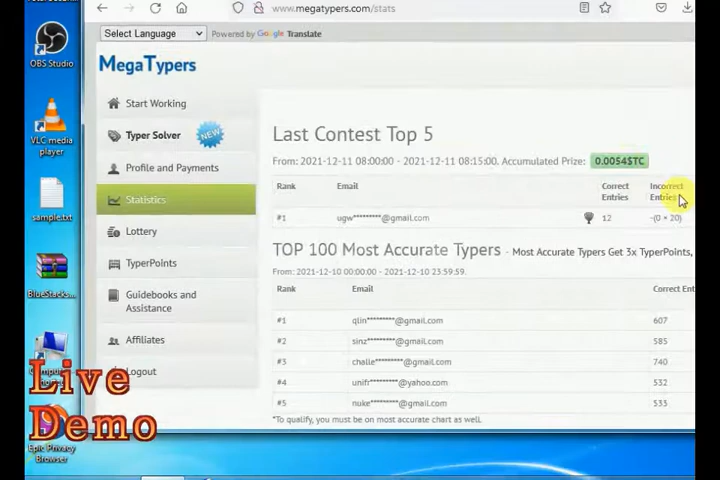 www.megatypers.com/stats
Select Language Powered by Google Translate
OBS Studio
MegaTypers
Start Working
Typer Solver NEW
VLC media
player
Last Contest Top 5
From: 2021-12-11 08:00:00 - 2021-12-11 08:15:00. Accumulated Prize: 0.0054$TC
Profile and Payments
Rank Email Correct Entries Incorrect Entries
Statistics
sample.txt
#1 ugw*********@gmail.com 12 -(0 * 20)
Lottery
TOP 100 Most Accurate Typers - Most Accurate Typers Get 3x TyperPoints,
TyperPoints
From: 2021-12-10 00:00:00 - 2021-12-10 23:59:59.
BlueStacks...
Guidebooks and
Assistance
Rank Email Correct Ent
#1 qlin*********@gmail.com 607
Affiliates
#2 sinz*********@gmail.com 585
#3 challe*********@gmail.com 740
Logout
#4 unifr*********@yahoo.com 532
#5 nuke*********@gmail.com 533
*To qualify, you must be on most accurate chart as well.
Live
Demo
Epic Privacy
Browser